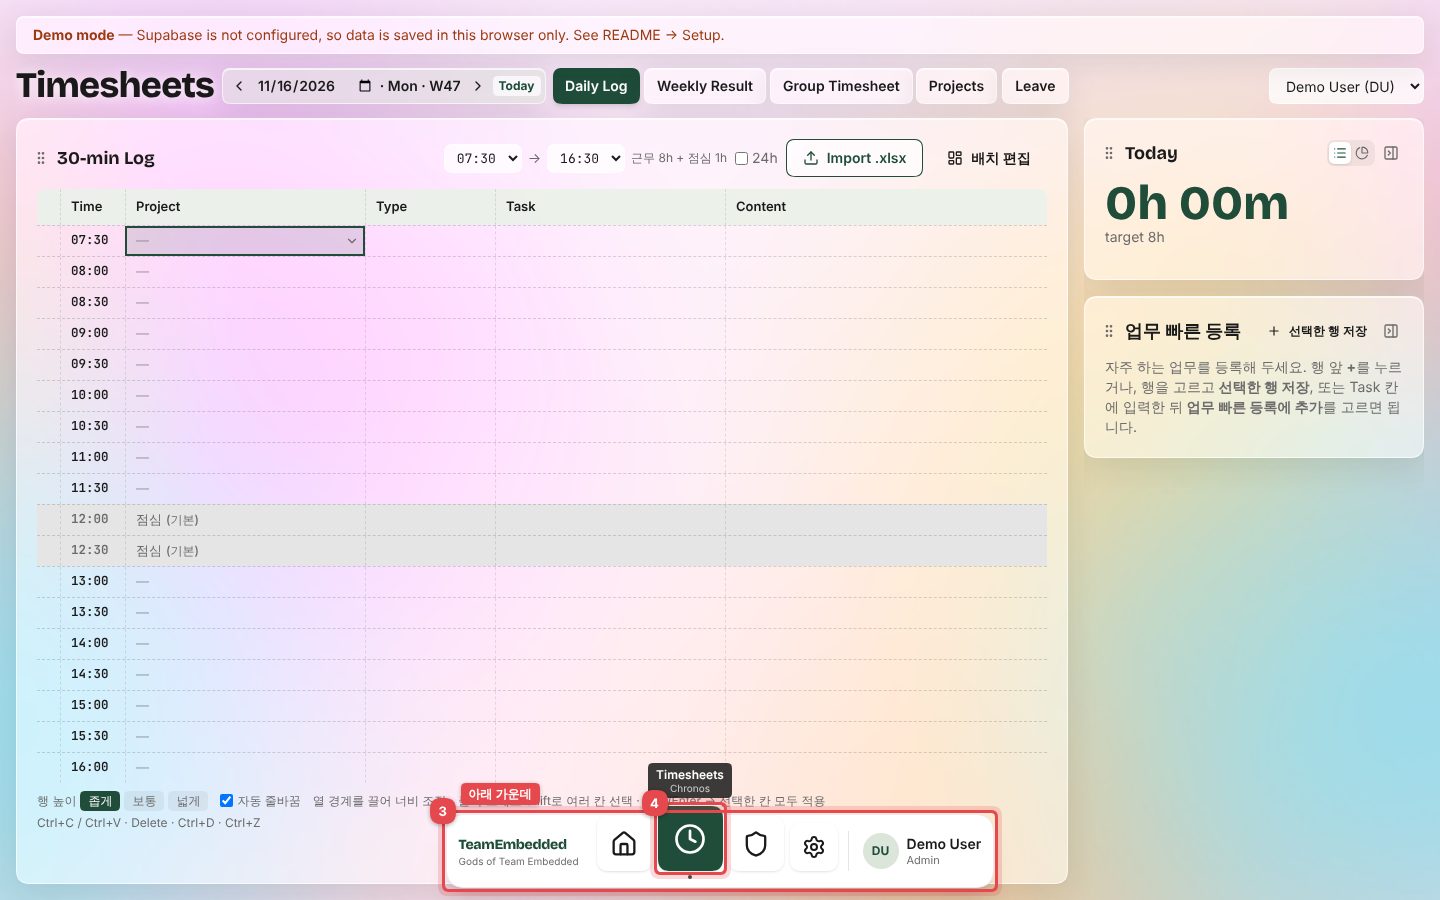 Demo mode — Supabase is not configured, so data is saved in this browser only. See README → Setup.
Timesheets
11/16/2026 · Mon · W47 Today
Daily Log
Weekly Result
Group Timesheet
Projects
Leave
Demo User (DU)
30-min Log
07:30 → 16:30 근무 8h + 점심 1h 24h
Import .xlsx
배치 편집
Time Project Type Task Content
07:30 —
08:00 —
08:30 —
09:00 —
09:30 —
10:00 —
10:30 —
11:00 —
11:30 —
12:00 점심 (기본)
12:30 점심 (기본)
13:00 —
13:30 —
14:00 —
14:30 —
15:00 —
15:30 —
16:00 —
행 높이 좁게 보통 넓게 자동 줄바꿈 열 경계를 끌어 너비 조 ift로 여러 칸 선택 · 선택한 칸 모두 적용
Ctrl+C / Ctrl+V · Delete · Ctrl+D · Ctrl+Z
Today
0h 00m
target 8h
업무 빠른 등록
+ 선택한 행 저장
자주 하는 업무를 등록해 두세요. 행 앞 +를 누르
거나, 행을 고르고 선택한 행 저장, 또는 Task 칸
에 입력한 뒤 업무 빠른 등록에 추가를 고르면 됩
니다.
Timesheets
Chronos
아래 가운데
3
4
TeamEmbedded
Gods of Team Embedded
DU
Demo User
Admin